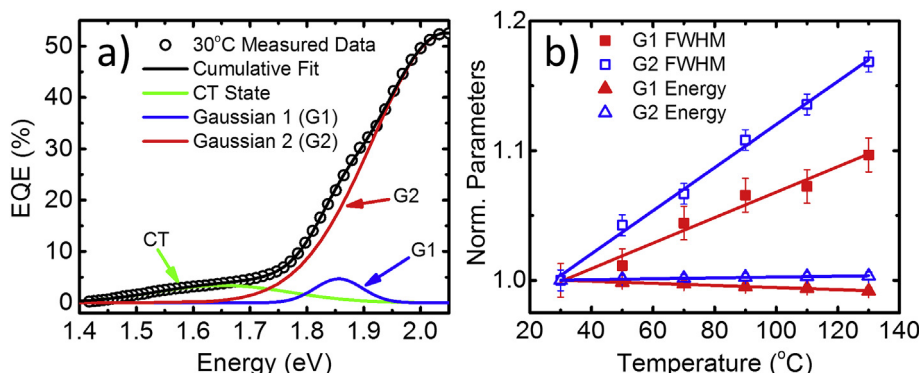 a)
30°C Measured Data
Cumulative Fit
CT State
Gaussian 1 (G1)
Gaussian 2 (G2)
G2
CT
G1
EQE (%)
50
40
30
20
10
0
1.4 1.5 1.6 1.7 1.8 1.9 2.0
Energy (eV)
b)
G1 FWHM
G2 FWHM
G1 Energy
G2 Energy
Norm. Parameters
1.2
1.1
1.0
20 40 60 80 100 120 140
Temperature (°C)